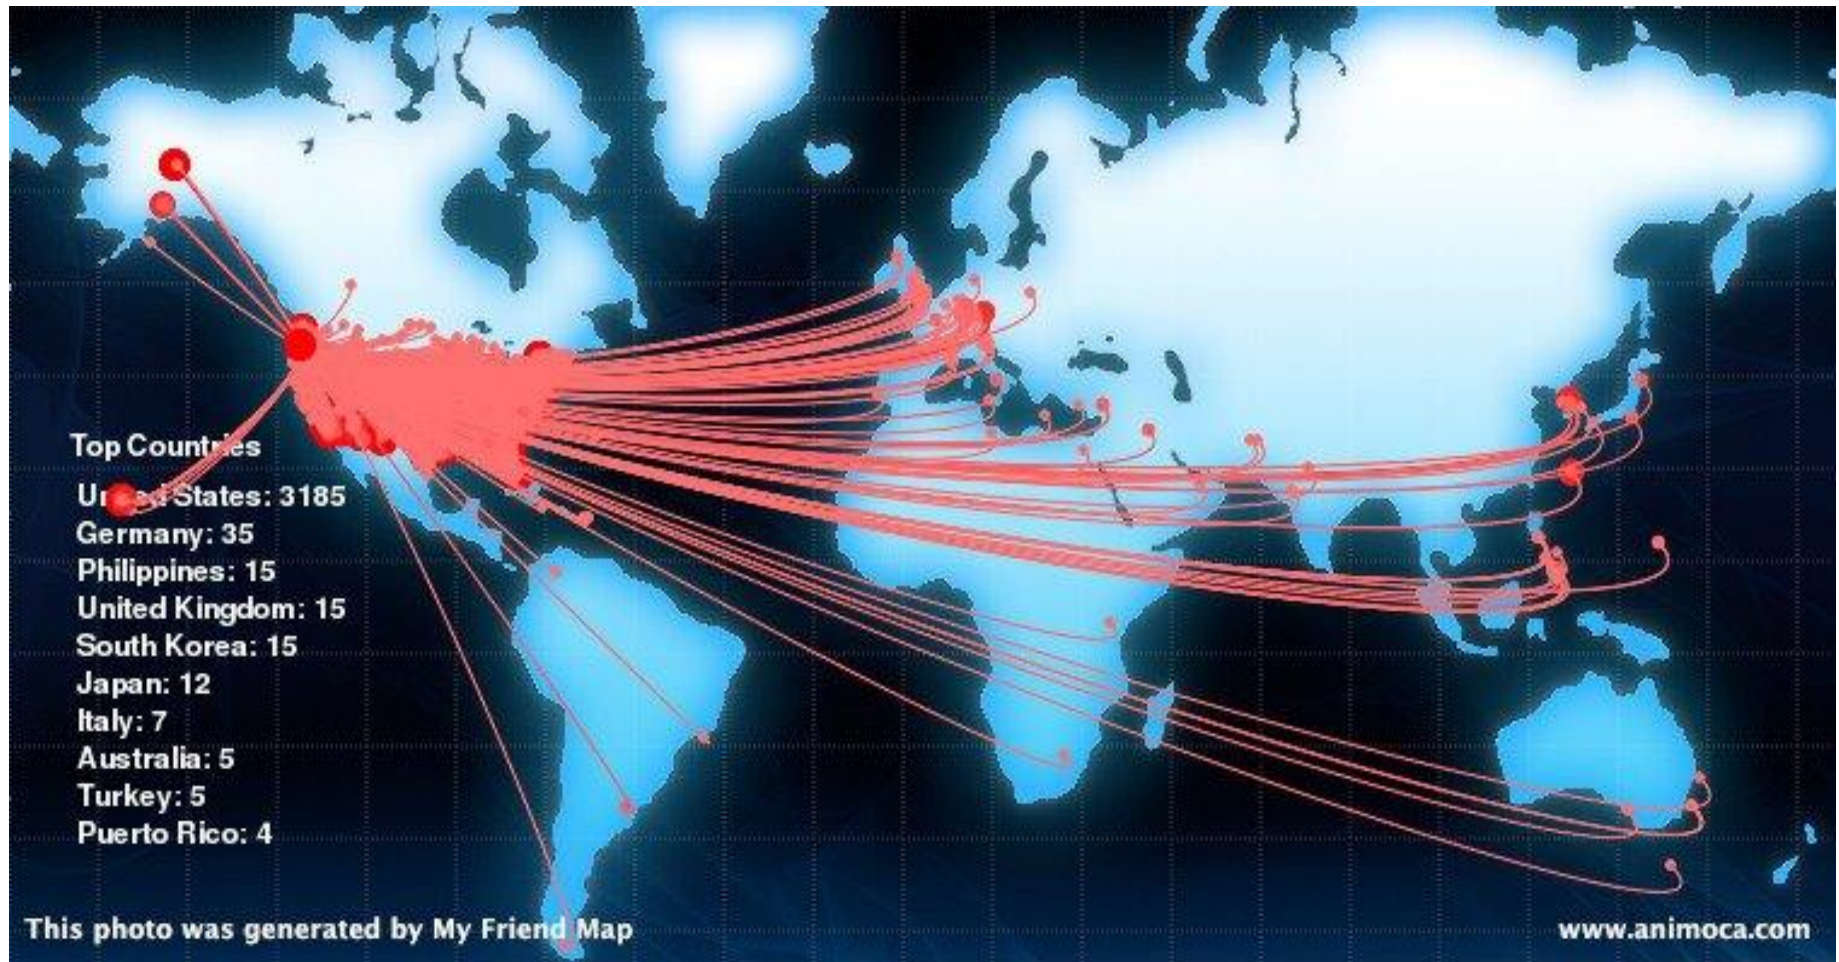 Top Countries
United States: 3185
Germany: 35
Philippines: 15
United Kingdom: 15
South Korea: 15
Japan: 12
Italy: 7
Australia: 5
Turkey: 5
Puerto Rico: 4
This photo was generated by My Friend Map
www.animoca.com